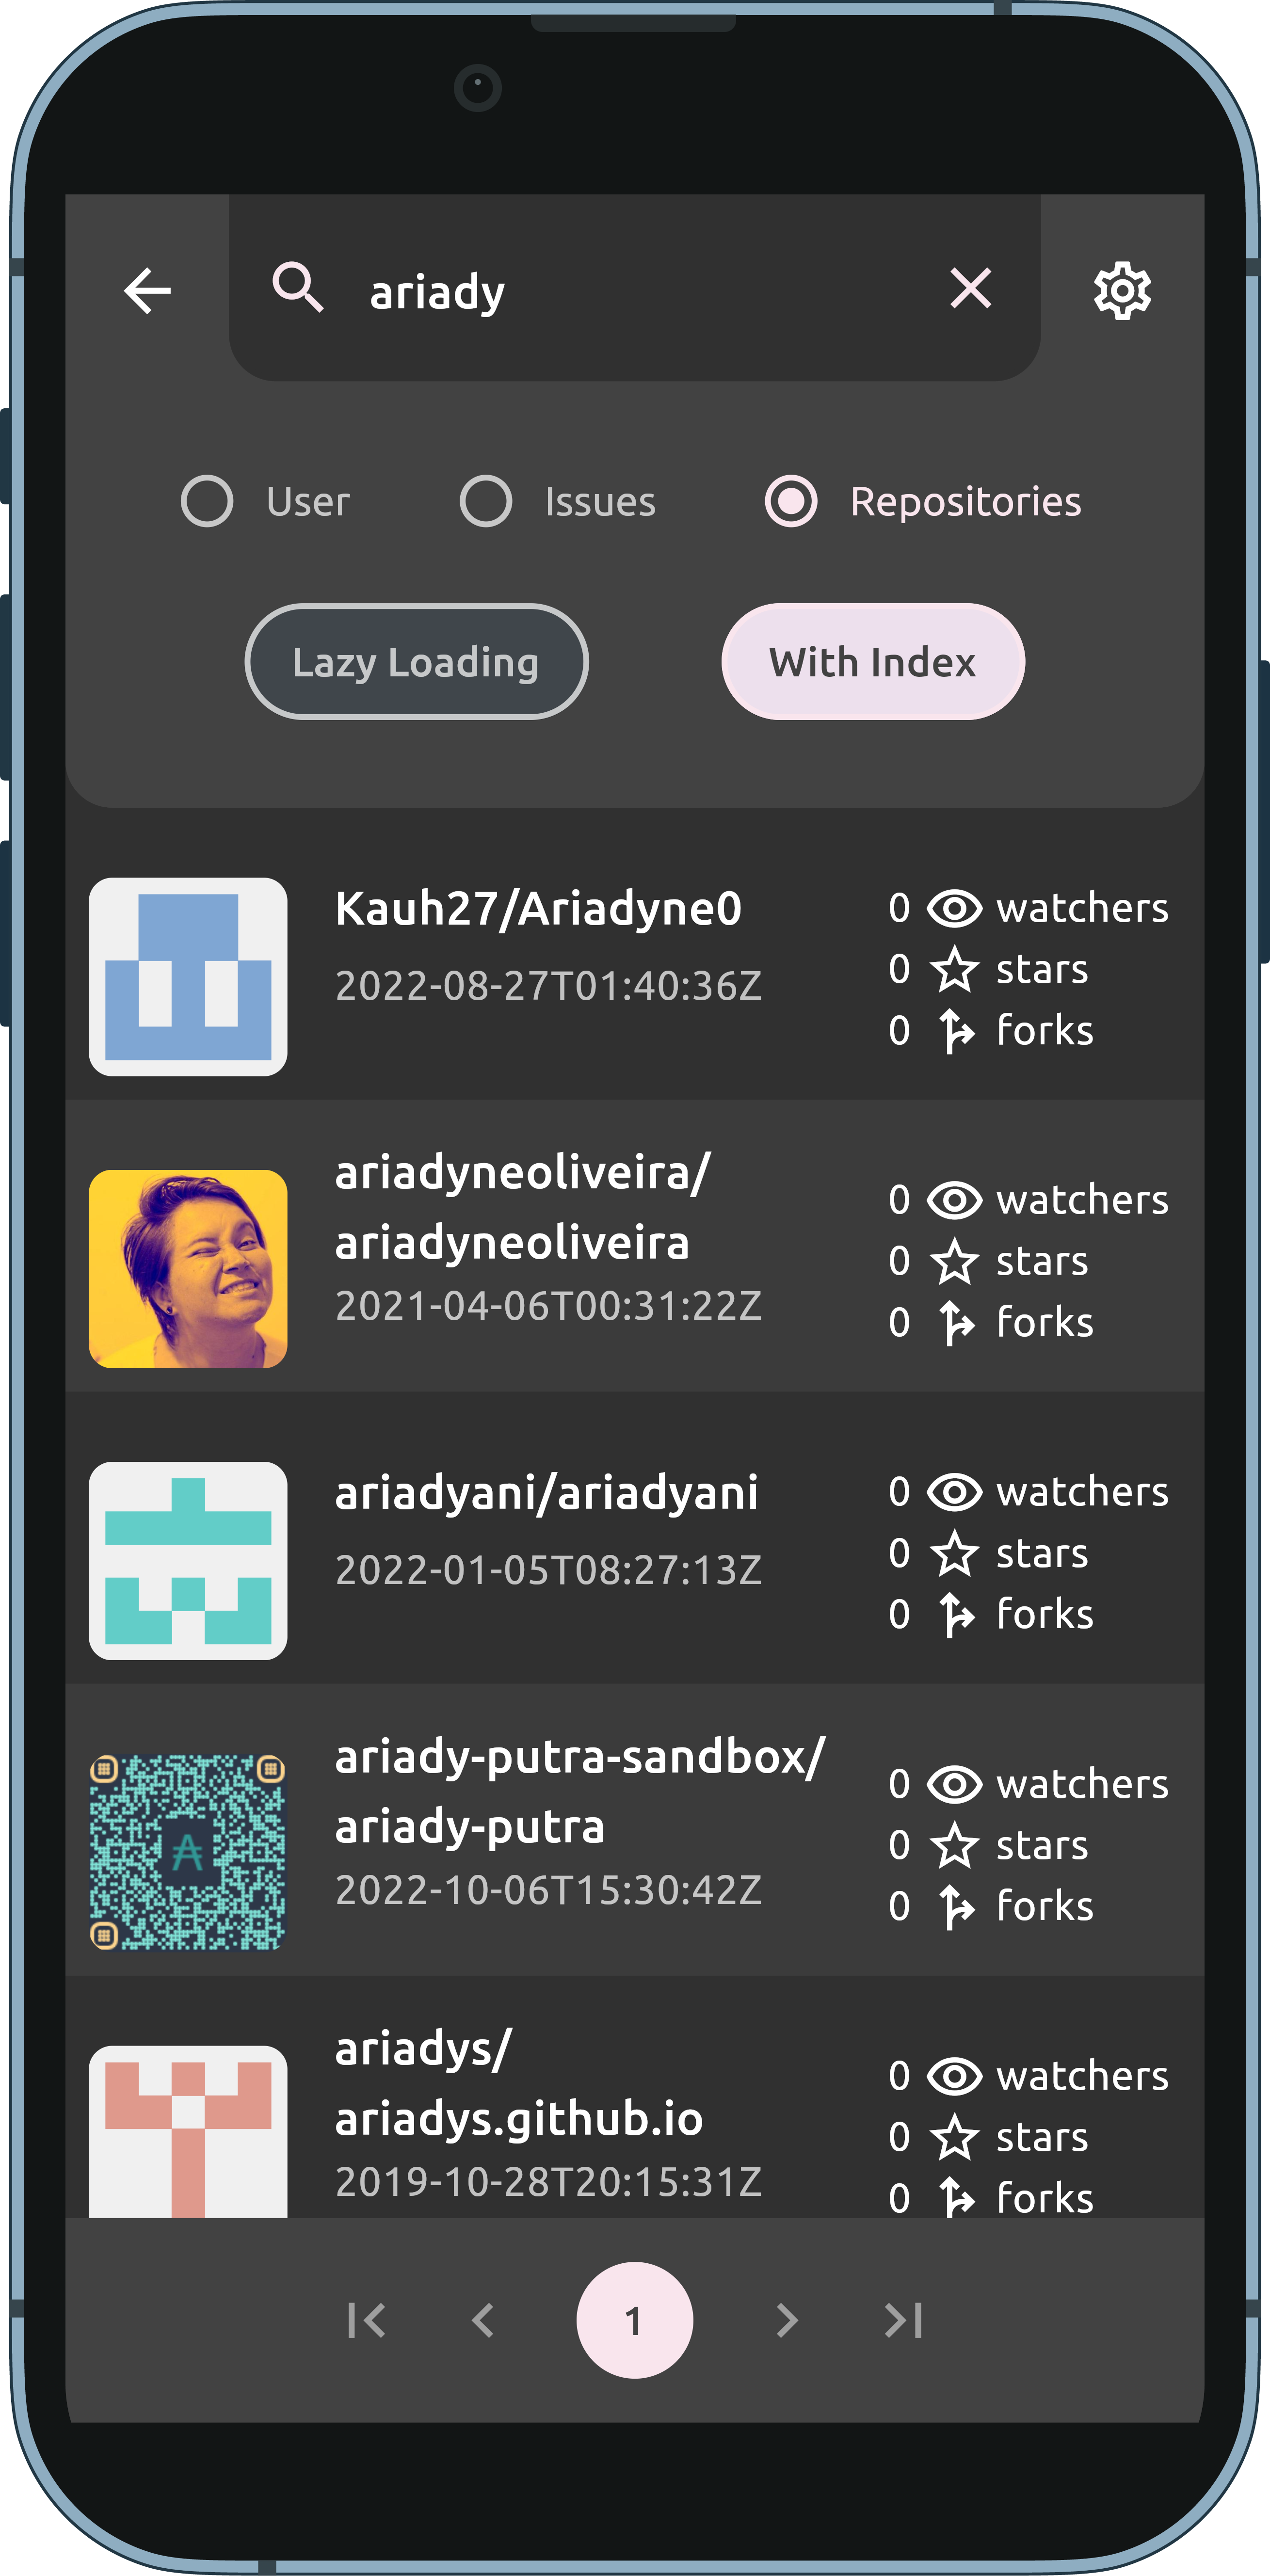 ariady
User Issues Repositories
Lazy Loading With Index
Kauh27/Ariadyne0
2022-08-27T01:40:36Z
0 watchers
0 stars
0 forks
ariadyneoliveira/
ariadyneoliveira
2021-04-06T00:31:22Z
0 watchers
0 stars
0 forks
ariadyani/ariadyani
2022-01-05T08:27:13Z
0 watchers
0 stars
0 forks
ariady-putra-sandbox/
ariady-putra
2022-10-06T15:30:42Z
0 watchers
0 stars
0 forks
ariadys/
ariadys.github.io
2019-10-28T20:15:31Z
0 watchers
0 stars
0 forks
1